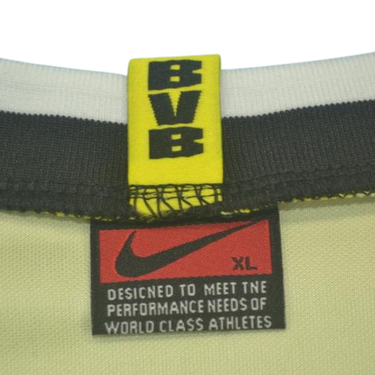 BVB
XL
DESIGNED TO MEET THE
PERFORMANCE NEEDS OF
WORLD CLASS ATHLETES